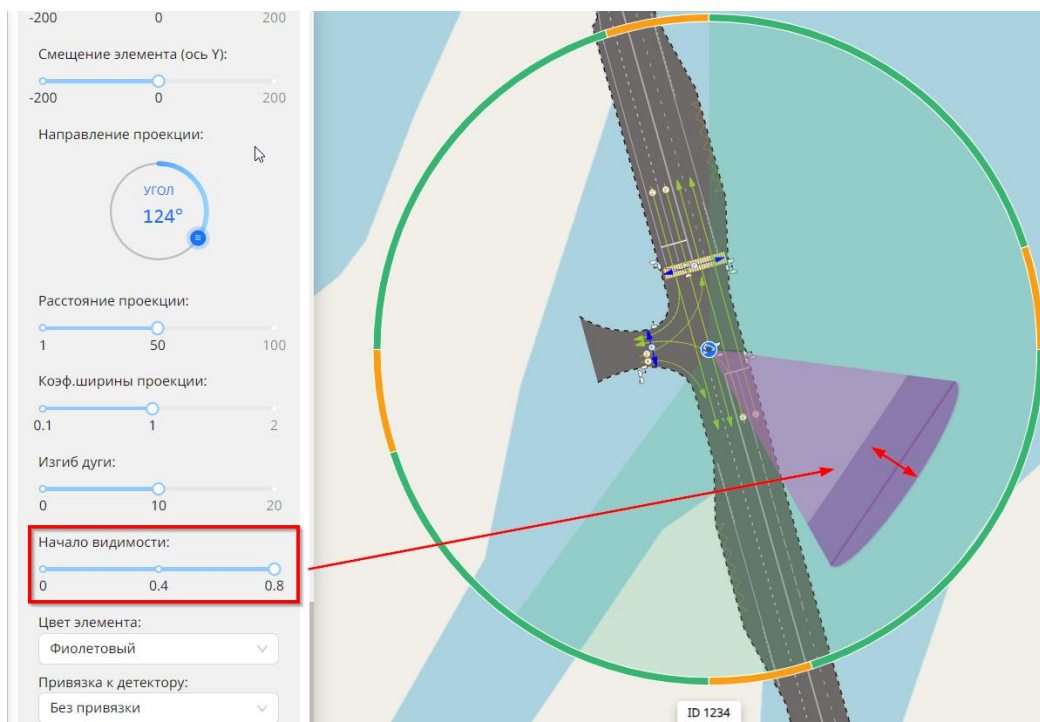 -200 0 200
Смещение элемента (ось Y):
-200 0 200
Направление проекции:
УГОЛ
124°
Расстояние проекции:
1 50 100
Коэф.ширины проекции:
0.1 1 2
Изгиб дуги:
0 10 20
Начало видимости:
0 0.4 0.8
Цвет элемента:
Фиолетовый
Привязка к детектору:
Без привязки
ID 1234